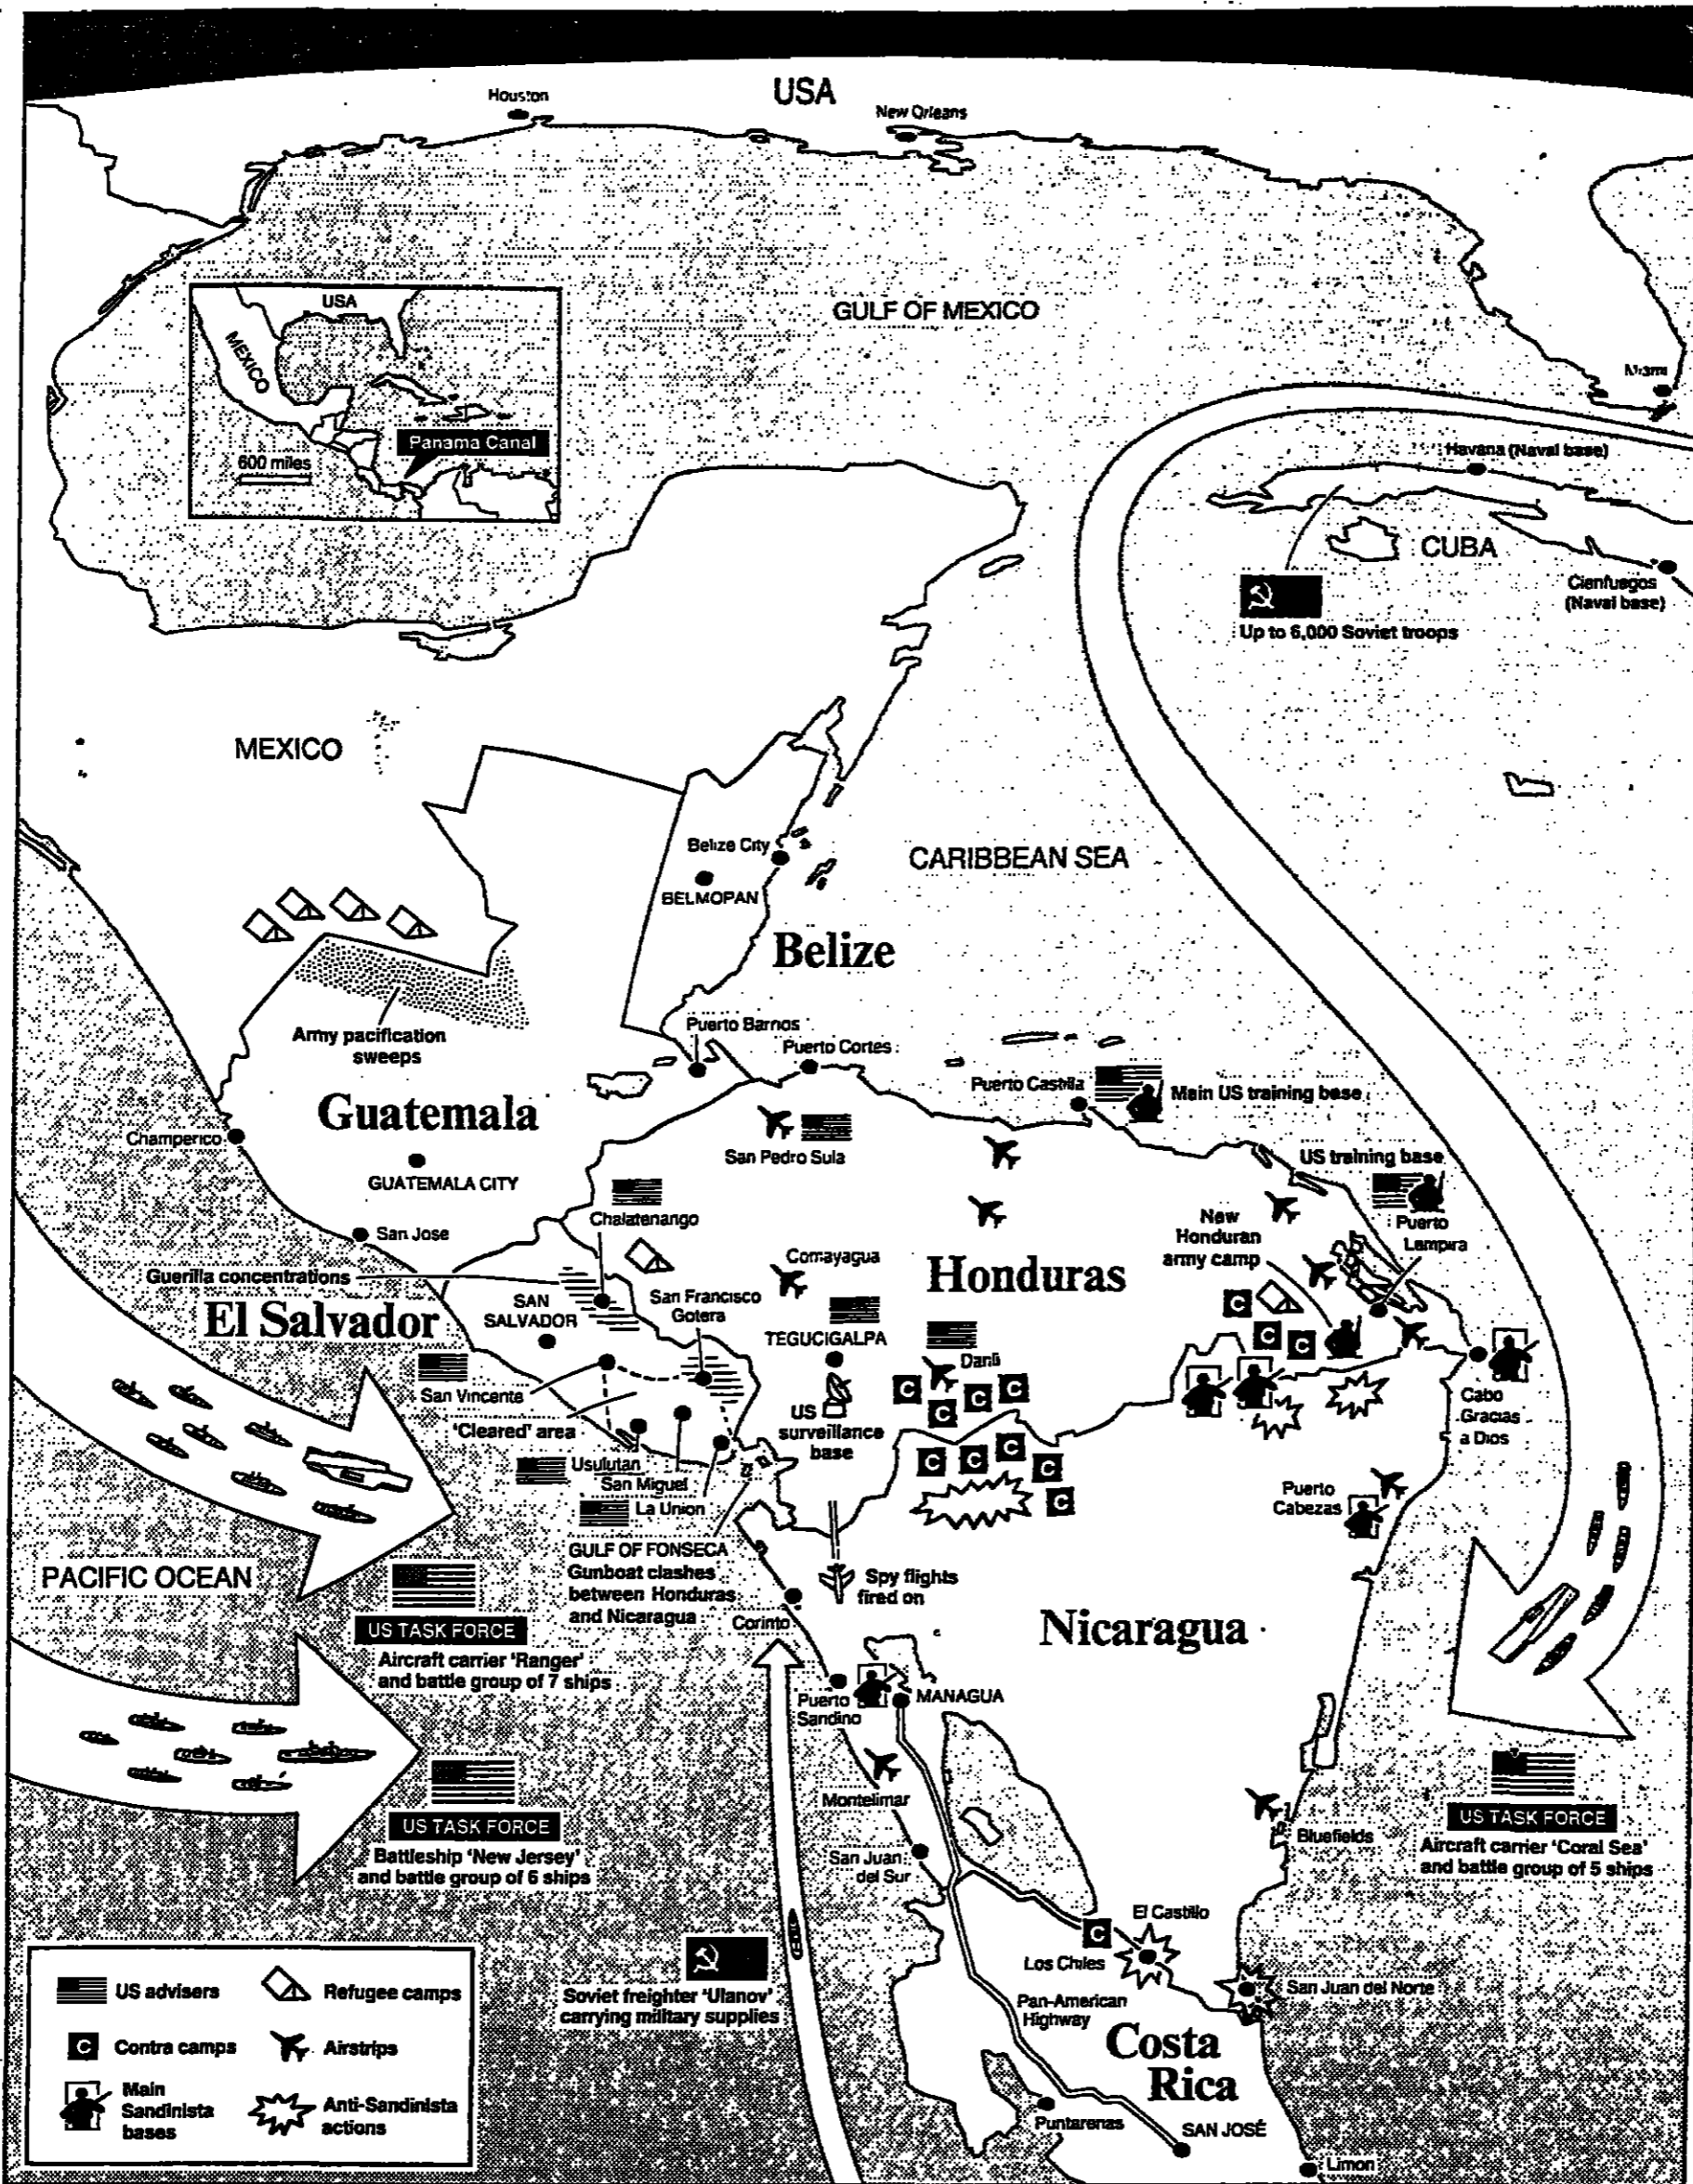 Houston
USA
New Orleans
USA
MEXICO
Panama Canal
600 miles
GULF OF MEXICO
Miami
Havana (Naval base)
CUBA
Cienfuegos
(Naval base)
Up to 6,000 Soviet troops
MEXICO
Belize City
BELMOPAN
CARIBBEAN SEA
Belize
Army pacification
sweeps
Puerto Barrios
Puerto Cortes
Puerto Castilla
Main US training base
Guatemala
Champerico
GUATEMALA CITY
San Pedro Sula
US training base
San Jose
Chalatenango
New
Honduran
army camp
Puerto
Lempira
Guerilla concentrations
Comayagua
Honduras
El Salvador
SAN
SALVADOR
San Francisco
Gotera
TEGUCIGALPA
Danli
San Vincente
'Cleared' area
US
surveillance
base
Cabo
Gracias
a Dios
Usulutan
San Miguel
La Union
Puerto
Cabezas
PACIFIC OCEAN
GULF OF FONSECA
Gunboat clashes
between Honduras
and Nicaragua
Spy flights
fired on
Corinto
Nicaragua
US TASK FORCE
Aircraft carrier 'Ranger'
and battle group of 7 ships
Puerto
Sandino
MANAGUA
US TASK FORCE
Battleship 'New Jersey'
and battle group of 6 ships
Montelimar
San Juan
del Sur
Bluefields
US TASK FORCE
Aircraft carrier 'Coral Sea'
and battle group of 5 ships
El Castillo
Los Chiles
San Juan del Norte
Pan-American
Highway
Soviet freighter 'Ulanov'
carrying military supplies
Costa
Rica
Puntarenas
SAN JOSÉ
Limon
US advisers
Refugee camps
C
Contra camps
Airstrips
Main
Sandinista
bases
Anti-Sandinista
actions
C
C
C
C
C
C
C
C
C
C
C
C
C